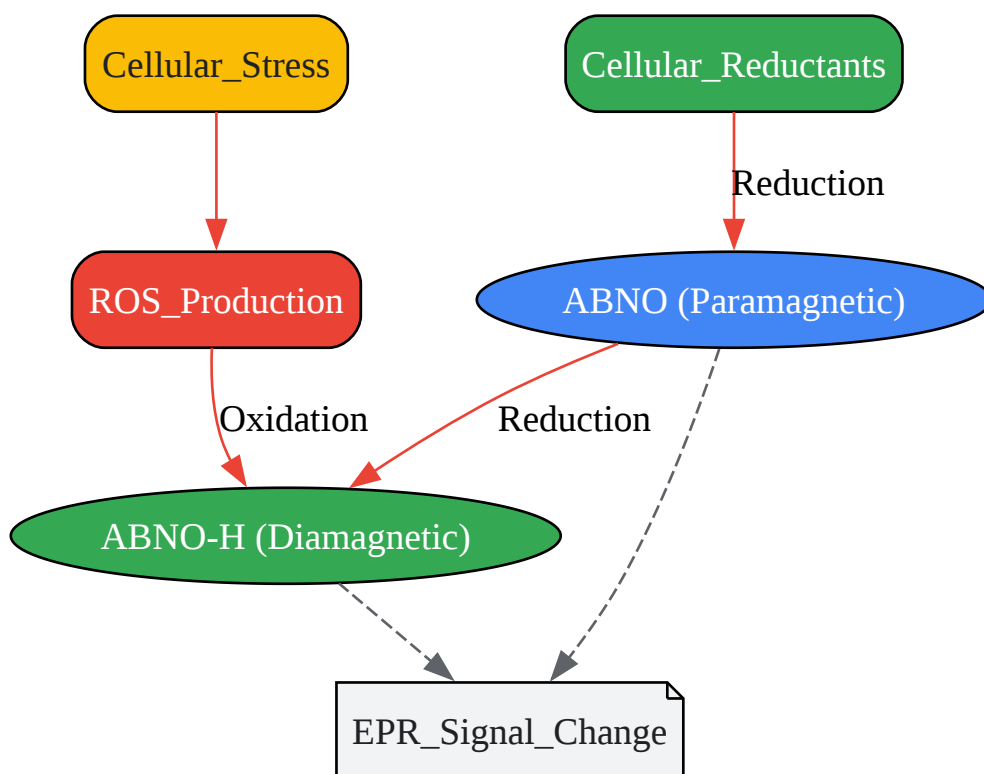 Cellular_Stress
Cellular_Reductants
Reduction
ROS_Production
ABNO (Paramagnetic)
Oxidation
Reduction
ABNO-H (Diamagnetic)
EPR_Signal_Change